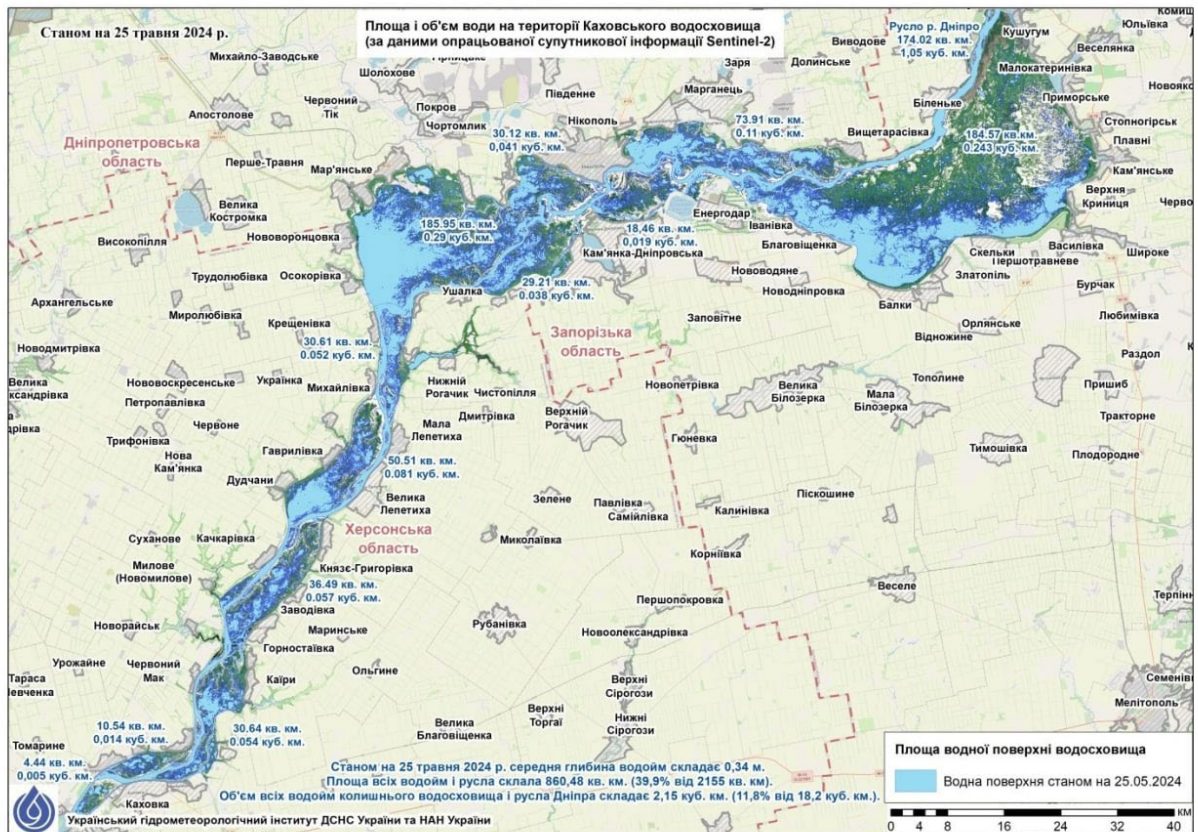 Станом на 25 травня 2024 р.
Площа і об'єм води на території Каховського водосховища
(за даними опрацьованої супутникової інформації Sentinel-2)
Русло р. Дніпро
174.02 кв. км.
1,05 куб. км.
Кушугум
Юльївка
Виводове
Веселянка
Михайло-Заводське
Заря
Долинське
Малокатеринівка
Шолохове
Південне
Марганець
Червоний
Тік
Покров
Біленьке
Приморське
Апостолове
Чортомлик
Нікополь
73.91 кв. км.
0.11 куб. км.
Вищетарасівка
Стопногірськ
30.12 кв. км.
0,041 куб. км.
184.57 кв.км.
0.243 куб. км.
Плавні
Дніпропетровська
область
Перше-Травня
Мар'янське
Кам'янське
Велика
Костромка
185.95 кв. км.
0.29 куб. км.
18,46 кв. км.
0,019 куб. км.
Енергодар
Іванівка
Верхня
Криниця
Високопілля
Нововоронцовка
Кам'янка-Дніпровська
Благовіщенка
Скельки
Василівка
Першотравневе
Широке
Трудолюбівка
Осокорівка
Нововодяне
Златопіль
Ушалка
29.21 кв. км.
0.038 куб. км.
Новодніпровка
Балки
Бурчак
Архангельське
Миролюбівка
Крещенівка
Запорізька
область
Заповітне
Орлянське
Любимівка
30.61 кв. км.
0.052 куб. км.
Відножине
Новодмитрівка
Раздол
Велика
Нововоскресенське
Українка
Михайлівка
Нижній
Рогачик
Чистопілля
Новопетрівка
Велика
Білозерка
Тополине
Мала
Білозерка
Пришиб
Петропавлівка
Дмитрівка
Верхній
Рогачик
Тракторне
Трифонівка
Червоне
Мала
Лепетиха
Гюневка
Нова
Кам'янка
Гаврилівка
Тимошівка
Плодородне
Дудчани
50.51 кв. км.
0.081 куб. км.
Велика
Лепетиха
Зелене
Павлівка
Самійлівка
Калинівка
Піскошине
Херсонська
область
Суханове
Качкарівка
Миколаївка
Корніївка
Милове
(Новомилове)
Князє-Григорівка
36.49 кв. км.
0.057 куб. км.
Веселе
Заводівка
Першопокровка
Новорайськ
Маринське
Рубанівка
Новоолександрівка
Горностаївка
Урожайне
Червоний
Мак
Каїри
Ольгине
Тараса
Верхні
Сірогози
Мелітополь
10.54 кв. км.
0,014 куб. км.
30.64 кв. км.
0.054 куб. км.
Велика
Благовіщенка
Верхні
Торгаї
Нижні
Сірогози
Томарине
4.44 кв. км.
0,005 куб. км.
Каховка
Станом на 25 травня 2024 р. середня глибина водойм складає 0,34 м.
Площа всіх водойм і русла склала 860,48 кв. км. (39,9% від 2155 кв. км).
Об'єм всіх водойм колишнього водосховища і русла Дніпра складає 2,15 куб. км. (11,8% від 18,2 куб. км.).
Український гідрометеорологічний інститут ДСНС України та НАН України
Площа водної поверхні водосховища
Водна поверхня станом на 25.05.2024
км
0 4 8 16 24 32 40